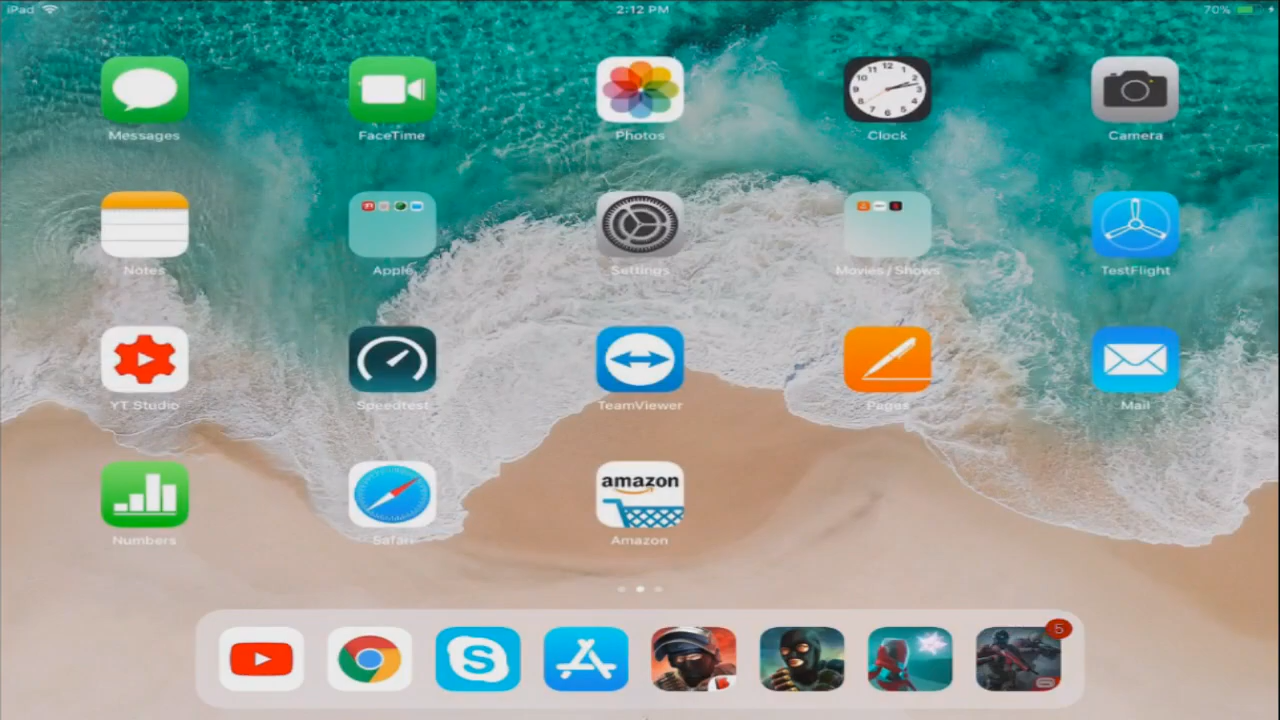 iPad 2:12 PM 70%
Messages FaceTime Photos Clock Camera
Notes Apple Settings Movies / Shows TestFlight
YT Studio Speedtest TeamViewer Pages Mail
amazon
Numbers Safari Amazon
5